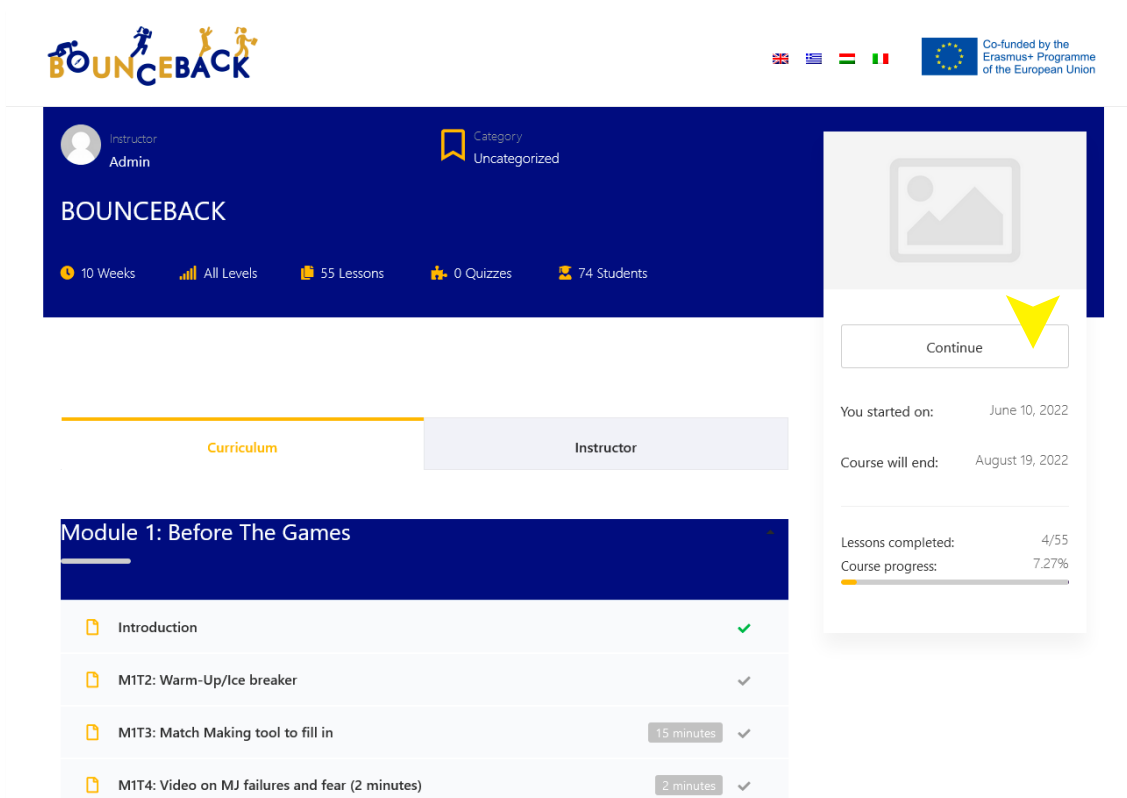 BOUNCEBACK
Co-funded by the
Erasmus+ Programme
of the European Union
Instructor
Admin
Category
Uncategorized
BOUNCEBACK
10 Weeks
All Levels
55 Lessons
0 Quizzes
74 Students
Continue
You started on:
June 10, 2022
Course will end:
August 19, 2022
Lessons completed:
4/55
Course progress:
7.27%
Curriculum
Instructor
Module 1: Before The Games
Introduction
M1T2: Warm-Up/Ice breaker
M1T3: Match Making tool to fill in
15 minutes
M1T4: Video on MJ failures and fear (2 minutes)
2 minutes